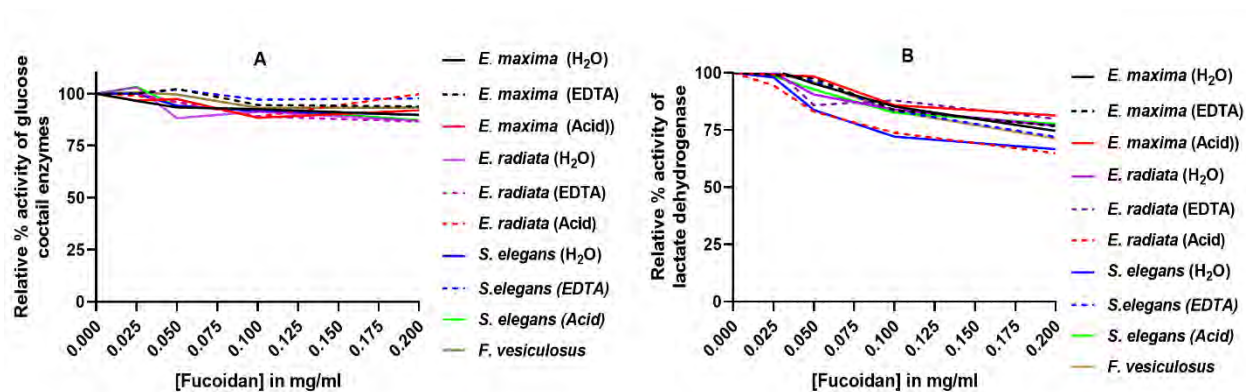 A
Relative % activity of glucose
coctail enzymes
100
75
50
25
0
0.000
0.025
0.050
0.075
0.100
0.125
0.150
0.175
0.200
[Fucoidan] in mg/ml
E. maxima (H₂O)
E. maxima (EDTA)
E. maxima (Acid))
E. radiata (H₂O)
E. radiata (EDTA)
E. radiata (Acid)
S. elegans (H₂O)
S.elegans (EDTA)
S. elegans (Acid)
F. vesiculosus
B
Relative % activity of
lactate dehydrogenase
100
75
50
25
0
0.000
0.025
0.050
0.075
0.100
0.125
0.150
0.175
0.200
[Fucoidan] in mg/ml
E. maxima (H₂O)
E. maxima (EDTA)
E. maxima (Acid))
E. radiata (H₂O)
E. radiata (EDTA)
E. radiata (Acid)
S. elegans (H₂O)
S.elegans (EDTA)
S. elegans (Acid)
F. vesiculosus